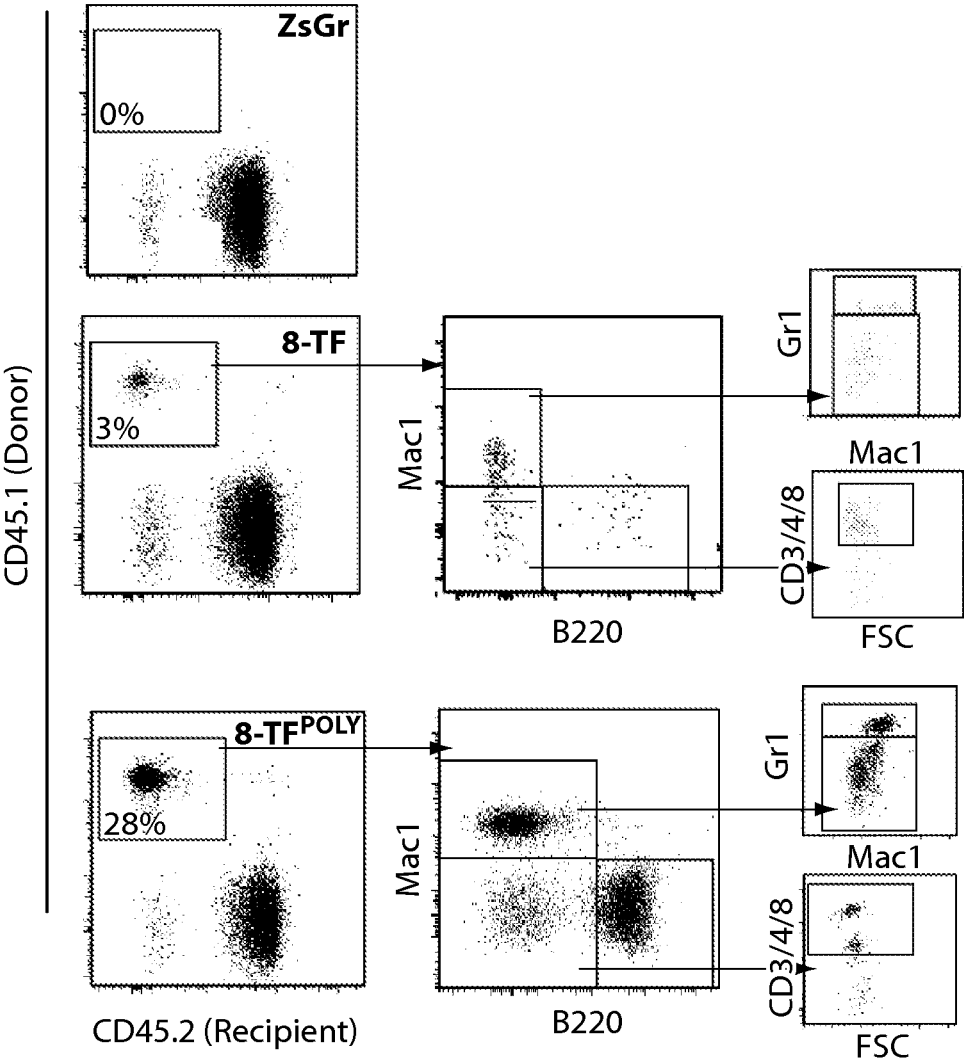 ZsGr
0%
CD45.1 (Donor)
8-TF
3%
Mac1
B220
Gr1
Mac1
CD3/4/8
FSC
8-TFPOLY
28%
Mac1
B220
Gr1
Mac1
CD3/4/8
FSC
CD45.2 (Recipient)